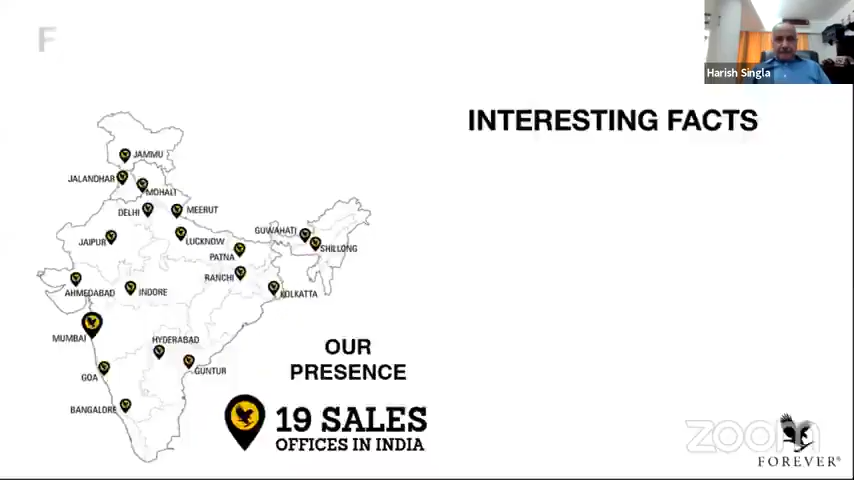 F
Harish Singla
INTERESTING FACTS
JAMMU
JALANDHAR
MOHALI
DELHI
MEERUT
GUWAHATI
JAIPUR
LUCKNOW
SHILLONG
PATNA
RANCHI
AHMEDABAD
INDORE
KOLKATTA
MUMBAI
HYDERABAD
GUNTUR
GOA
BANGALORE
OUR
PRESENCE
19 SALES
OFFICES IN INDIA
zoom
FOREVER®